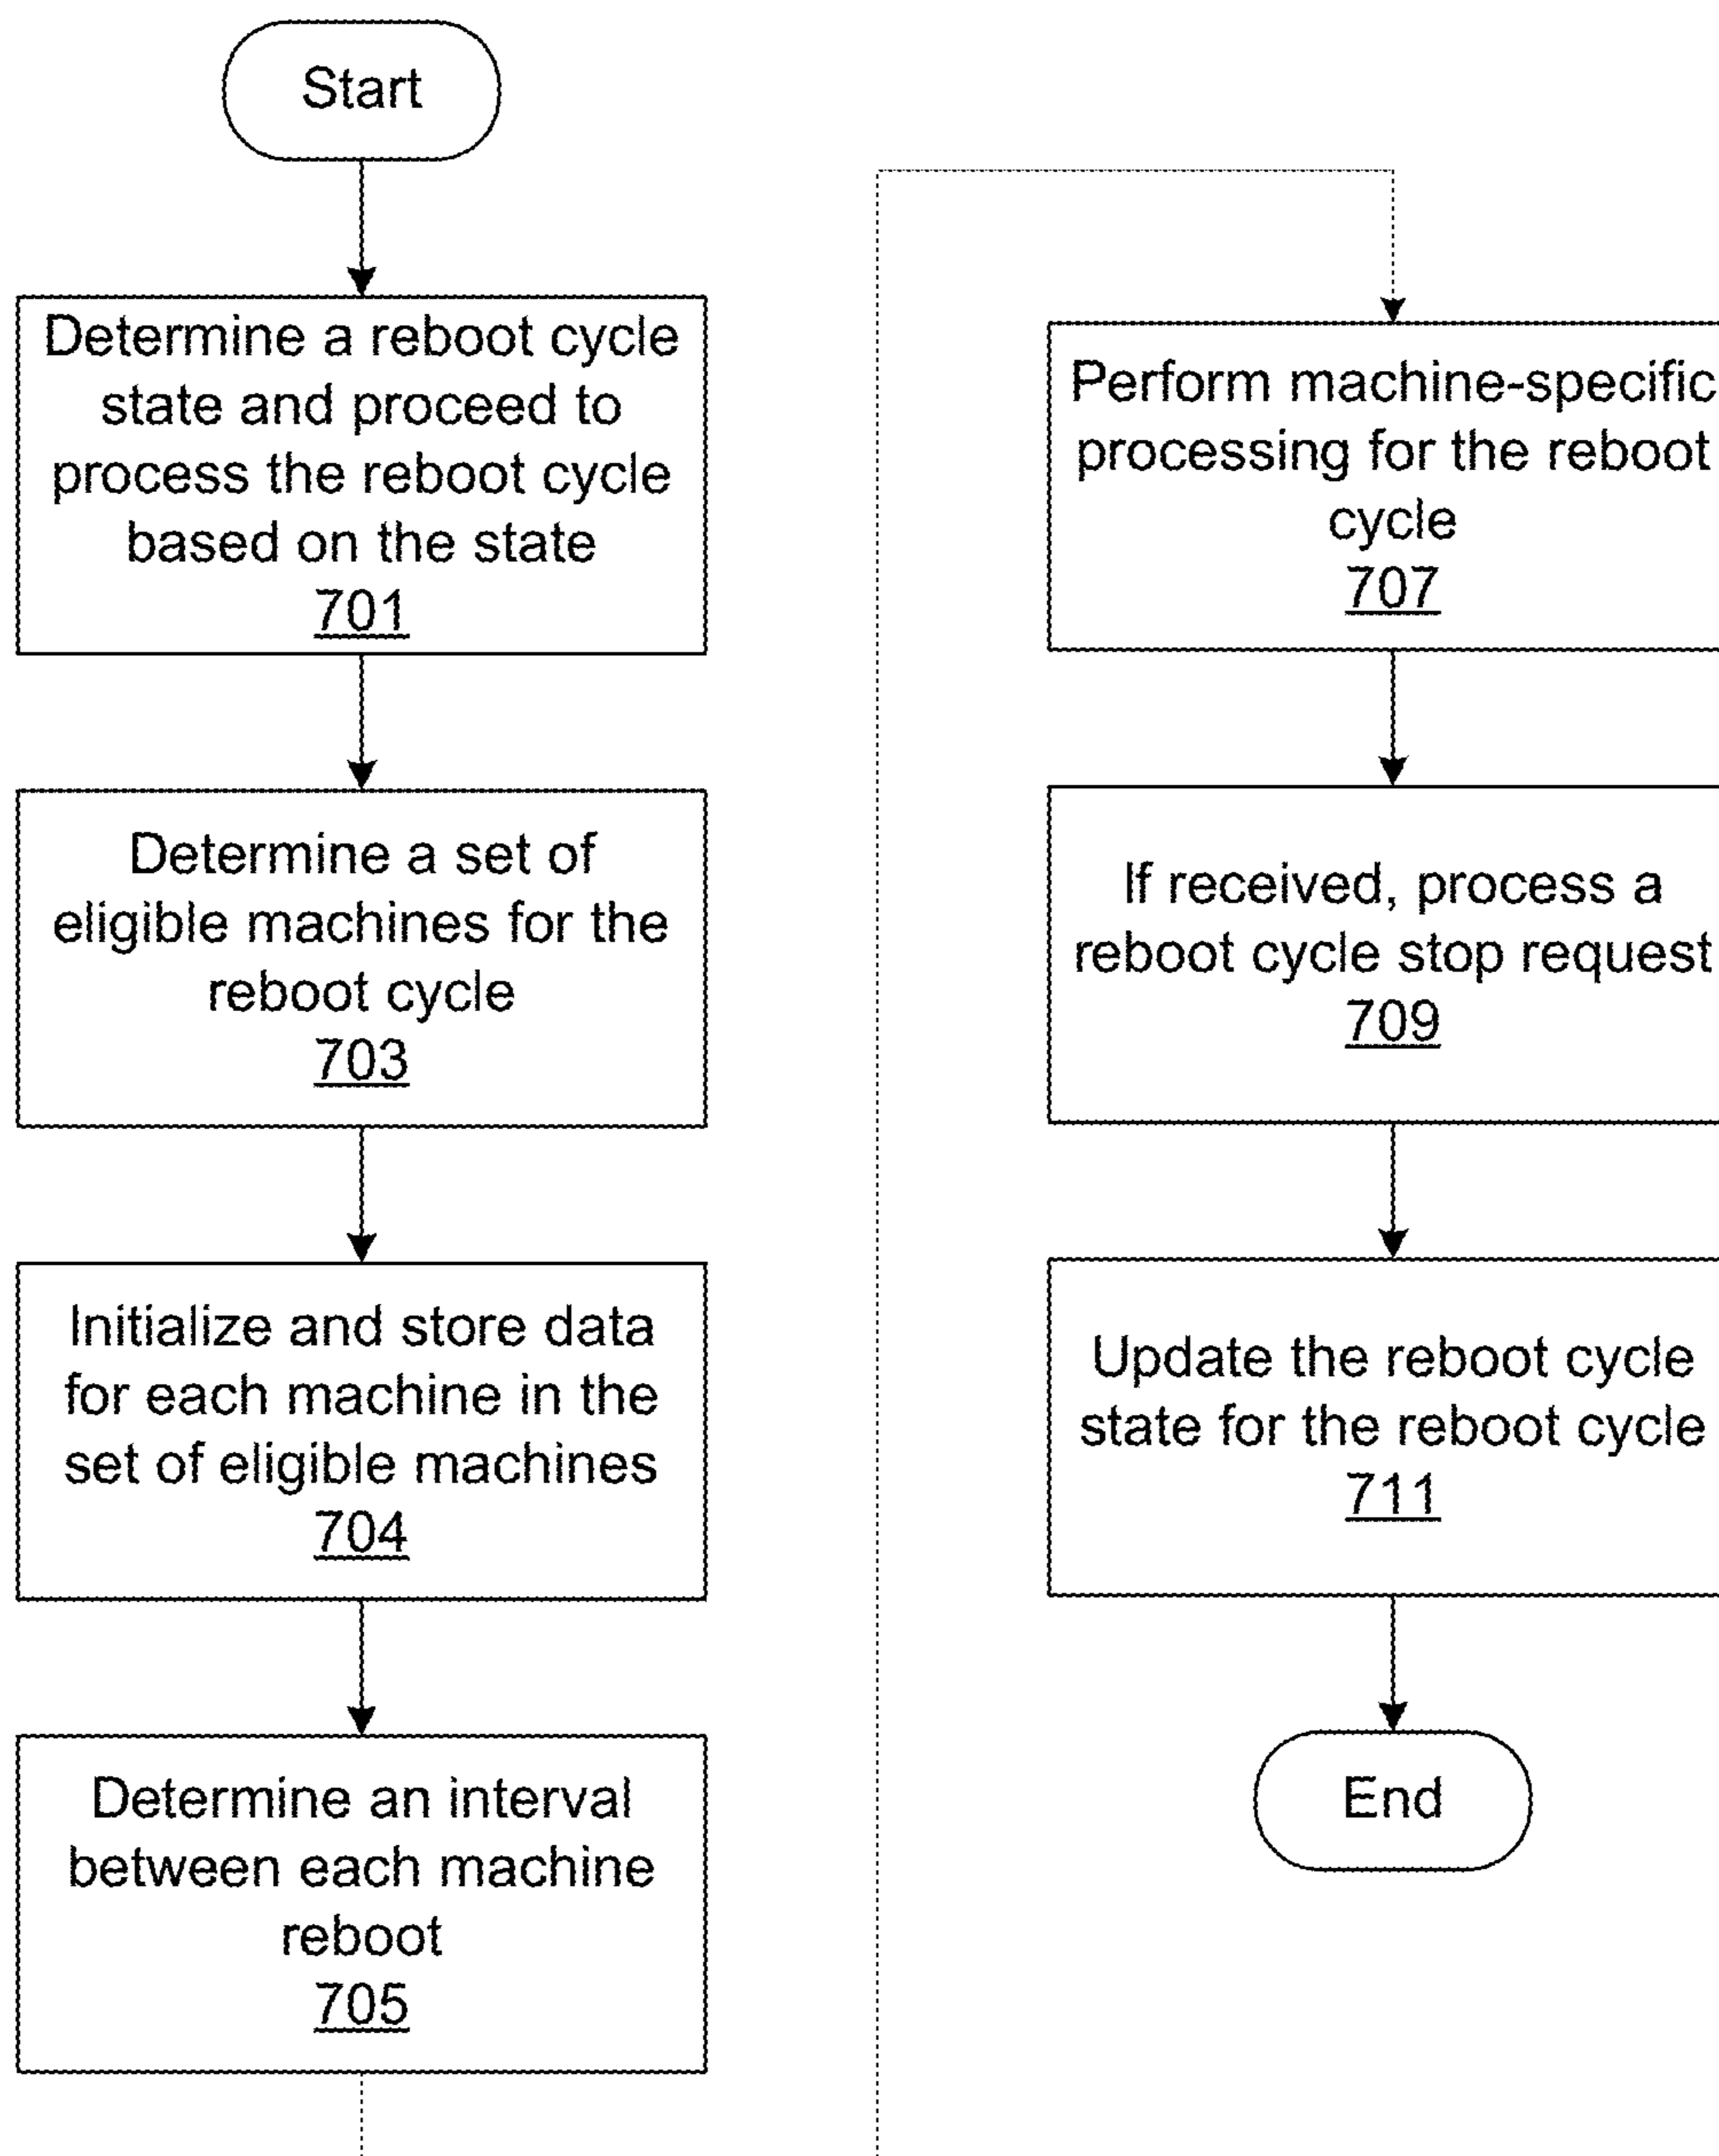 Start
Determine a reboot cycle
state and proceed to
process the reboot cycle
based on the state
701
Determine a set of
eligible machines for the
reboot cycle
703
Initialize and store data
for each machine in the
set of eligible machines
704
Determine an interval
between each machine
reboot
705
Perform machine-specific
processing for the reboot
cycle
707
If received, process a
reboot cycle stop request
709
Update the reboot cycle
state for the reboot cycle
711
End